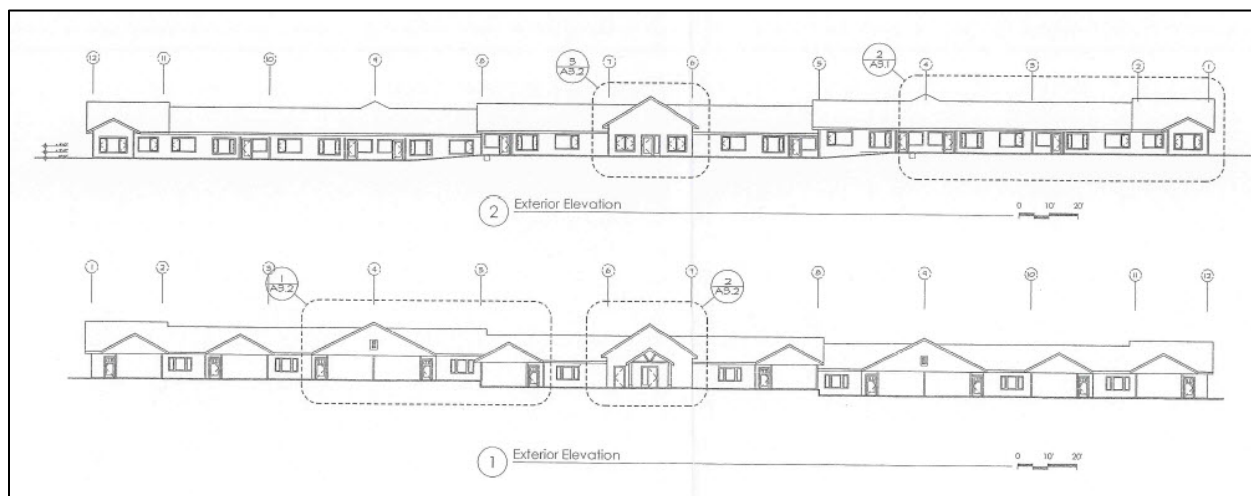 12 11 10 9 8 7 6 5 4 3 2 1
3
A3.2
2
A3.1
2 Exterior Elevation
0 10' 20'
1 2 3 4 5 6 7 8 9 10 11 12
1
A3.2
2
A3.2
1 Exterior Elevation
0 10' 20'